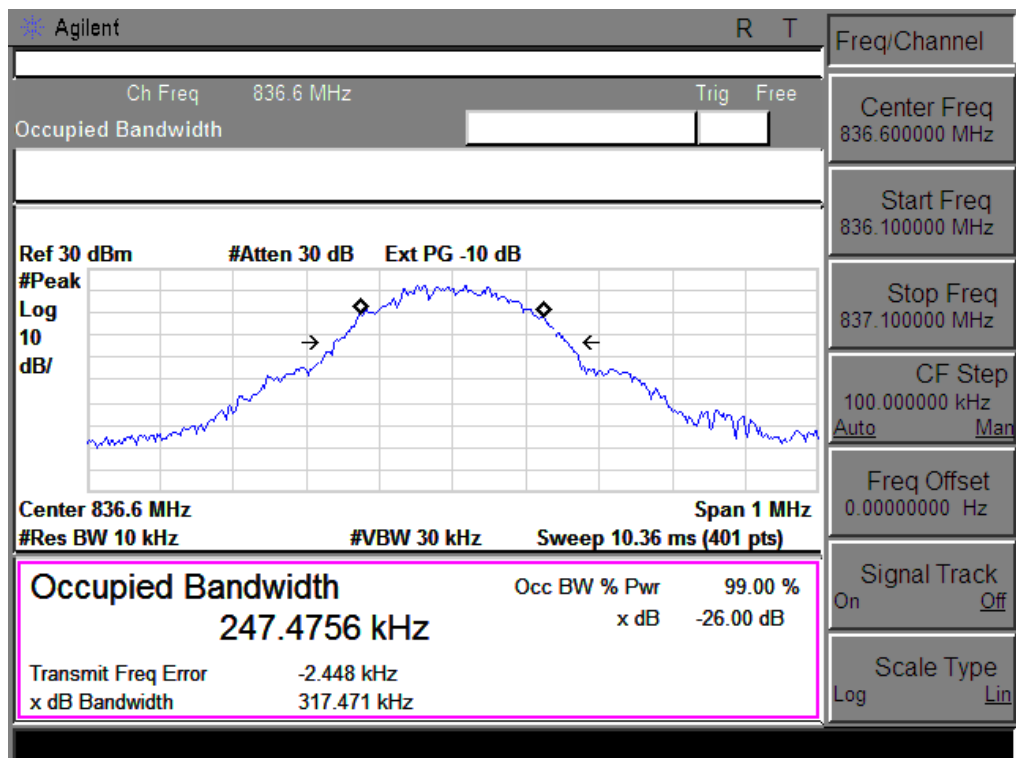 Agilent R T
Ch Freq 836.6 MHz Trig Free
Occupied Bandwidth
Ref 30 dBm #Atten 30 dB Ext PG -10 dB
#Peak
Log
10
dB/
Center 836.6 MHz Span 1 MHz
#Res BW 10 kHz #VBW 30 kHz Sweep 10.36 ms (401 pts)
Occupied Bandwidth Occ BW % Pwr 99.00 %
247.4756 kHz x dB -26.00 dB
Transmit Freq Error -2.448 kHz
x dB Bandwidth 317.471 kHz
Freq/Channel
Center Freq
836.600000 MHz
Start Freq
836.100000 MHz
Stop Freq
837.100000 MHz
CF Step
100.000000 kHz
Auto Man
Freq Offset
0.00000000 Hz
Signal Track
On Off
Scale Type
Log Lin